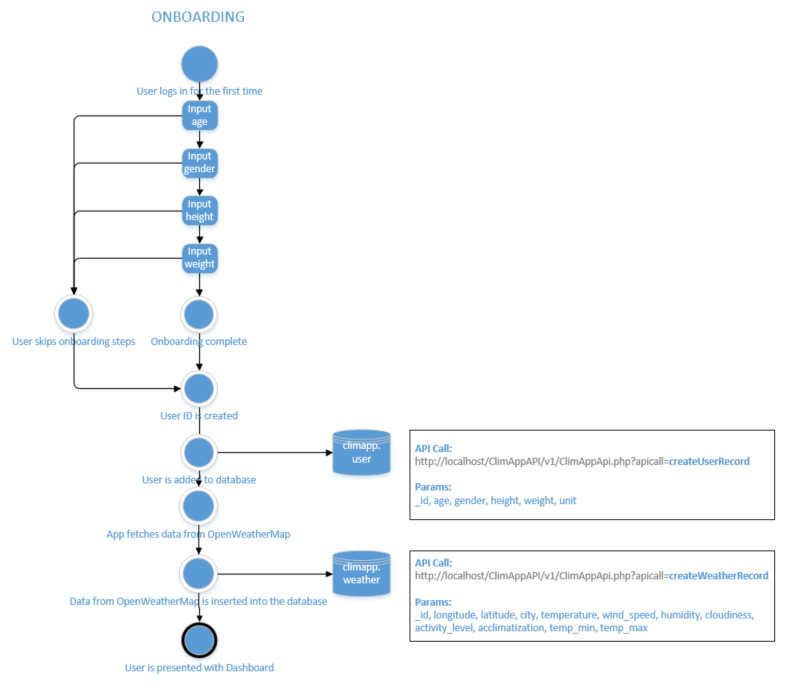 ONBOARDING
User logs in for the first time
Input
age
Input
gender
Input
height
Input
weight
User skips onboarding steps
Onboarding complete
User ID is created
climapp.
user
User is added to database
API Call:
http://localhost/ClimAppAPI/v1/ClimAppApi.php?apicall=createUserRecord
Params:
_id, age, gender, height, weight, unit
App fetches data from OpenWeatherMap
climapp.
weather
Data from OpenWeatherMap is inserted into the database
API Call:
http://localhost/ClimAppAPI/v1/ClimAppApi.php?apicall=createWeatherRecord
Params:
_id, longitude, latitude, city, temperature, wind_speed, humidity, cloudiness,
activity_level, acclimatization, temp_min, temp_max
User is presented with Dashboard